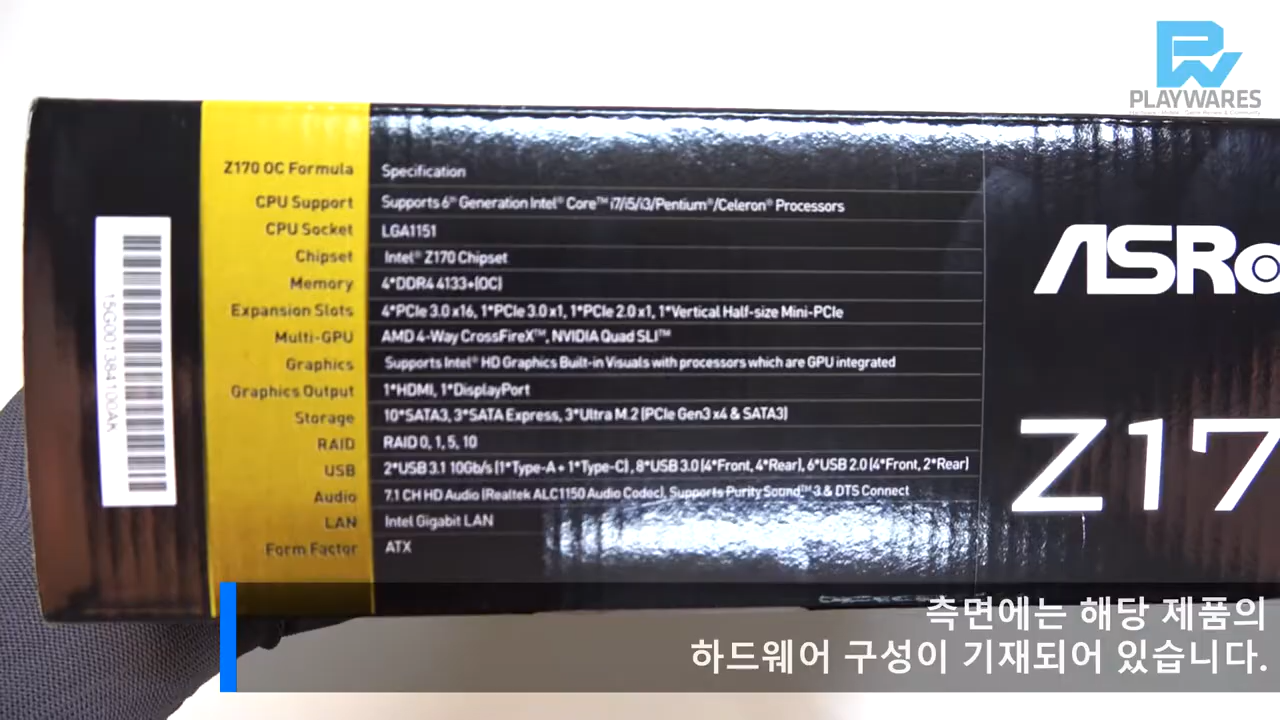 PLAYWARES
Z170 OC Formula Specification
CPU Support Supports 6th Generation Intel® Core™ i7/i5/i3/Pentium®/Celeron® Processors
CPU Socket LGA1151
Chipset Intel® Z170 Chipset
Memory 4*DDR4 4133+(OC)
Expansion Slots 4*PCIe 3.0 x16, 1*PCIe 3.0 x1, 1*PCIe 2.0 x1, 1*Vertical Half-size Mini-PCIe
Multi-GPU AMD 4-Way CrossFireX™, NVIDIA Quad SLI™
Graphics Supports Intel® HD Graphics Built-in Visuals with processors which are GPU integrated
Graphics Output 1*HDMI, 1*DisplayPort
Storage 10*SATA3, 3*SATA Express, 3*Ultra M.2 (PCIe Gen3 x4 & SATA3)
RAID RAID 0, 1, 5, 10
USB 2*USB 3.1 10Gb/s (1*Type-A + 1*Type-C), 8*USB 3.0 (4*Front, 4*Rear), 6*USB 2.0 (4*Front, 2*Rear)
Audio 7.1 CH HD Audio (Realtek ALC1150 Audio Codec), Supports Purity Sound™ 3 & DTS Connect
LAN Intel Gigabit LAN
Form Factor ATX
15G001384100AK
ASRo
Z17
측면에는 해당 제품의
하드웨어 구성이 기재되어 있습니다.